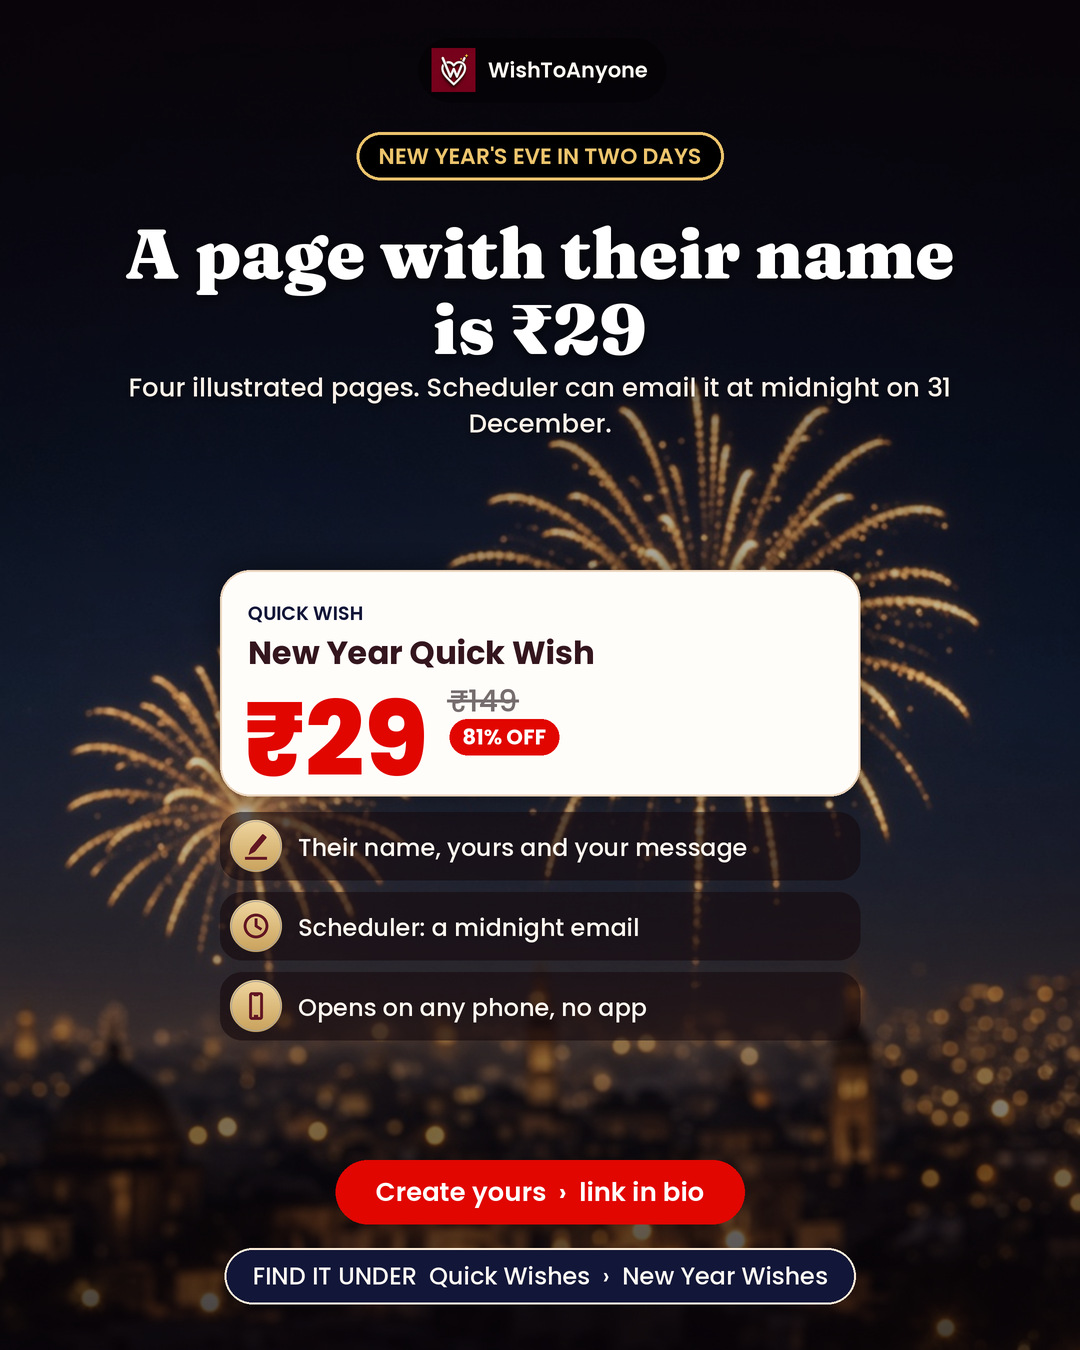 WishToAnyone
NEW YEAR'S EVE IN TWO DAYS
A page with their name
is ₹29
Four illustrated pages. Scheduler can email it at midnight on 31
December.
QUICK WISH
New Year Quick Wish
₹29
₹149
81% OFF
Their name, yours and your message
Scheduler: a midnight email
Opens on any phone, no app
Create yours › link in bio
FIND IT UNDER Quick Wishes › New Year Wishes